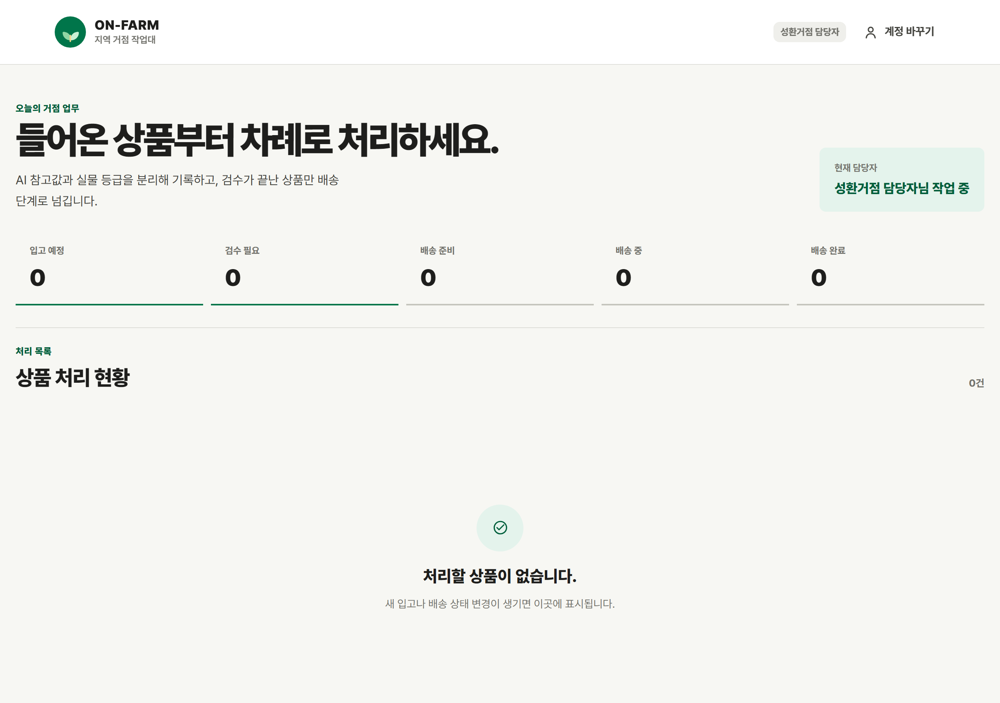 ON-FARM
지역 거점 작업대
성환거점 담당자
계정 바꾸기
오늘의 거점 업무
들어온 상품부터 차례로 처리하세요.
AI 참고값과 실물 등급을 분리해 기록하고, 검수가 끝난 상품만 배송
단계로 넘깁니다.
현재 담당자
성환거점 담당자님 작업 중
입고 예정
0
검수 필요
0
배송 준비
0
배송 중
0
배송 완료
0
처리 목록
상품 처리 현황
0건
처리할 상품이 없습니다.
새 입고나 배송 상태 변경이 생기면 이곳에 표시됩니다.